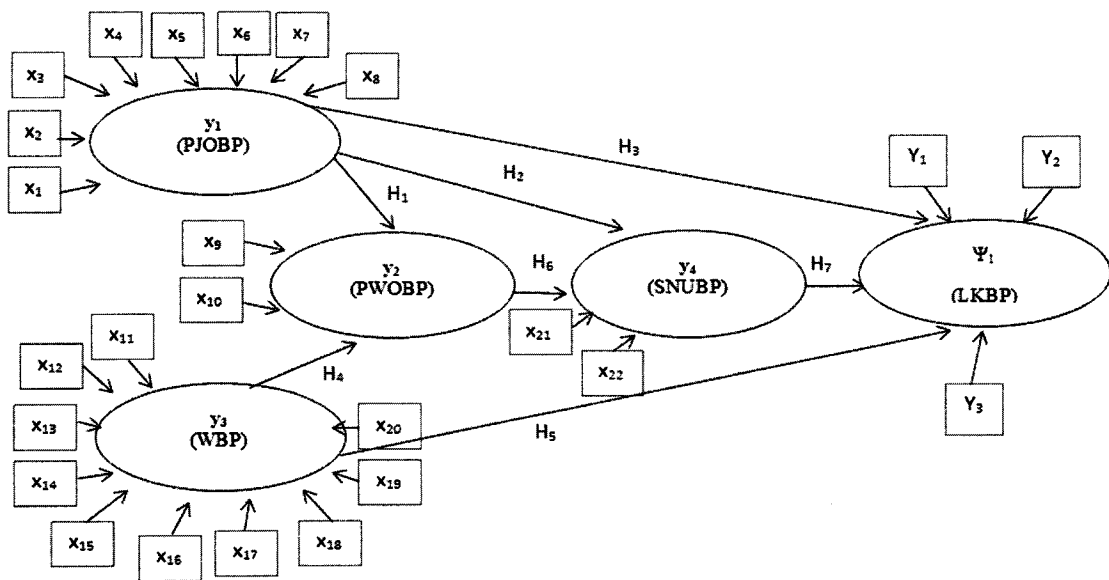 x₄
x₅
x₆
x₇
x₃
x₈
x₂
x₁
y₁
(PJOBP)
H₃
H₂
H₁
Y₁
Y₂
x₉
x₁₀
y₂
(PWOBP)
H₆
y₄
(SNUBP)
H₇
Ψ₁
(LKBP)
x₂₁
x₂₂
Y₃
x₁₁
x₁₂
H₄
x₁₃
y₃
(WBP)
x₂₀
H₅
x₁₄
x₁₉
x₁₅
x₁₆
x₁₇
x₁₈